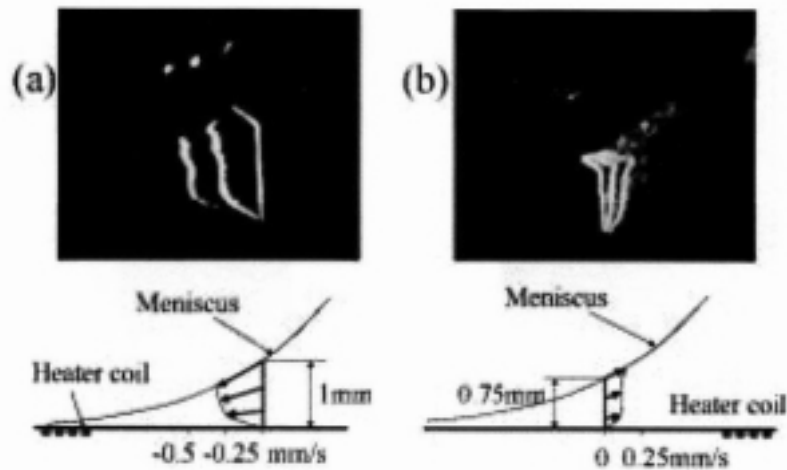 (a)
(b)
Meniscus
Heater coil
1mm
-0.5 -0.25 mm/s
Meniscus
0 75mm
Heater coil
0 0.25mm/s